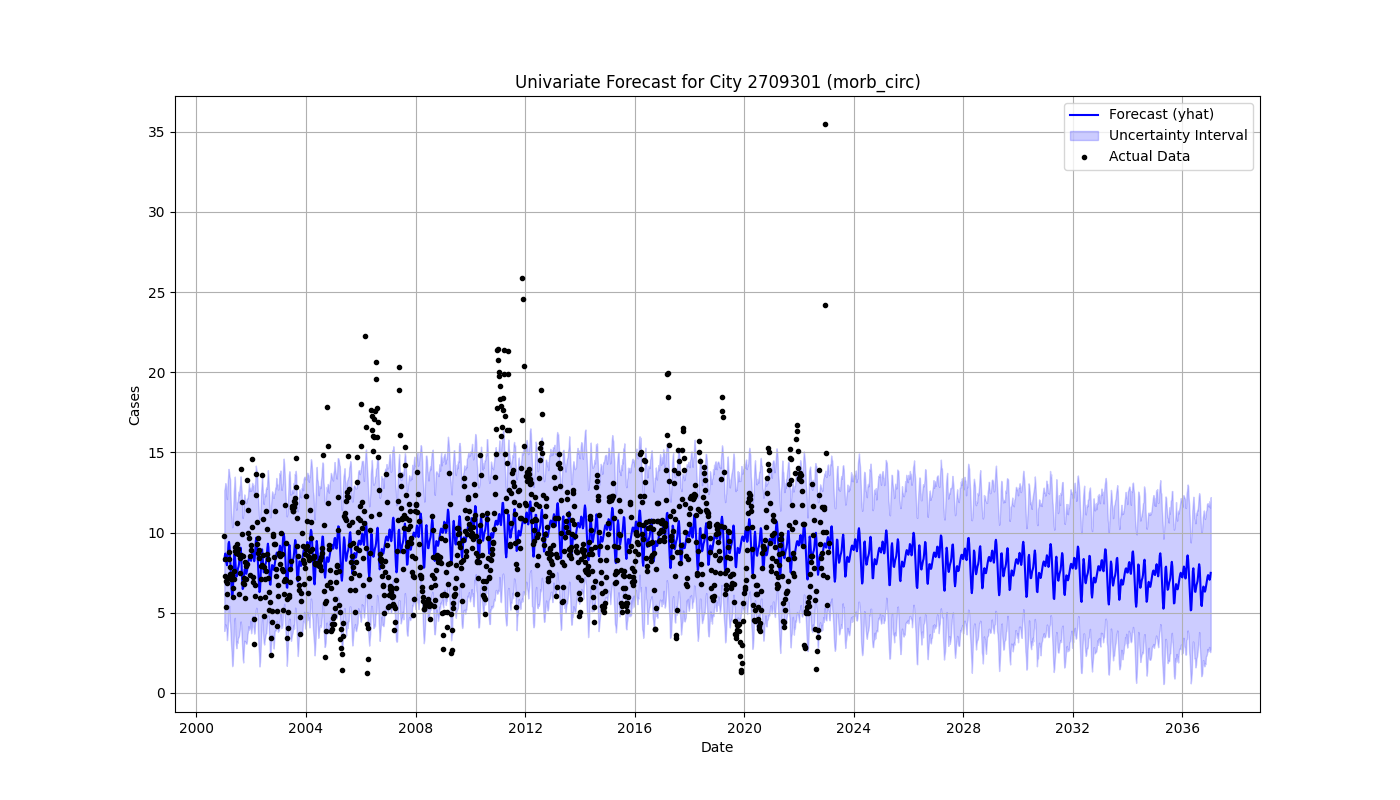 Univariate Forecast for City 2709301 (morb_circ)
Forecast (yhat)
Uncertainty Interval
Actual Data
35
30
25
20
15
10
5
0
Cases
2000 2004 2008 2012 2016 2020 2024 2028 2032 2036
Date